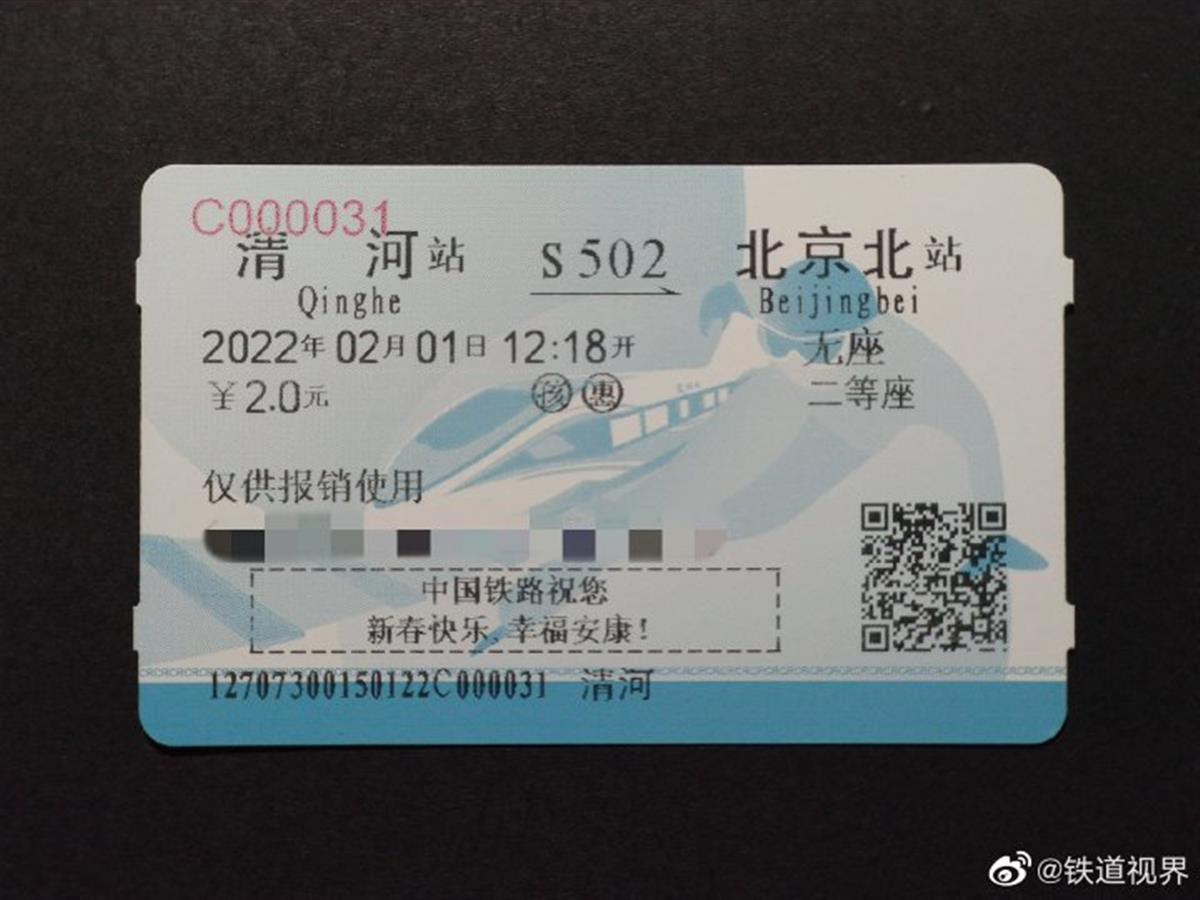 C000031
清河站 S502 北京北站
Qinghe Beijingbei
2022年02月01日 12:18开 无座
¥2.0元 孩 惠 二等座
仅供报销使用
中国铁路祝您
新春快乐,幸福安康!
12707300150122C000031 清河
@铁道视界